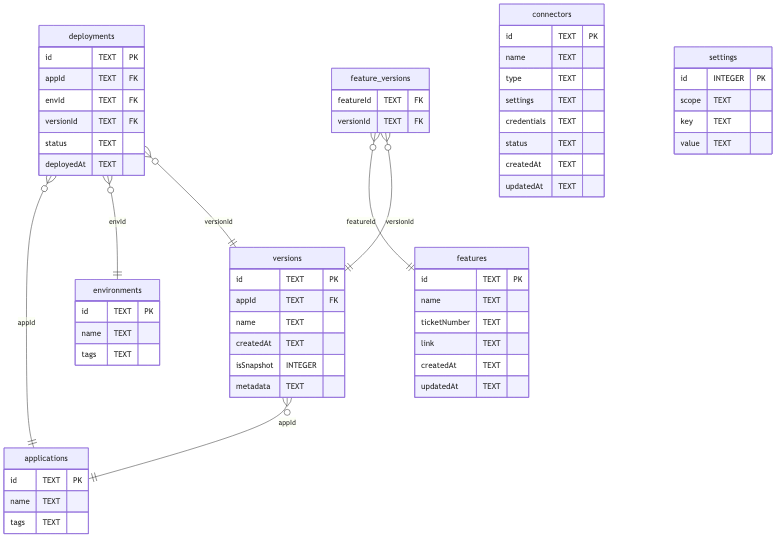 deployments
id TEXT PK
appId TEXT FK
envId TEXT FK
versionId TEXT FK
status TEXT
deployedAt TEXT
feature_versions
featureId TEXT FK
versionId TEXT FK
connectors
id TEXT PK
name TEXT
type TEXT
settings TEXT
credentials TEXT
status TEXT
createdAt TEXT
updatedAt TEXT
settings
id INTEGER PK
scope TEXT
key TEXT
value TEXT
envId
versionId
featureId
versionId
environments
id TEXT PK
name TEXT
tags TEXT
versions
id TEXT PK
appId TEXT FK
name TEXT
createdAt TEXT
isSnapshot INTEGER
metadata TEXT
features
id TEXT PK
name TEXT
ticketNumber TEXT
link TEXT
createdAt TEXT
updatedAt TEXT
appId
appId
applications
id TEXT PK
name TEXT
tags TEXT